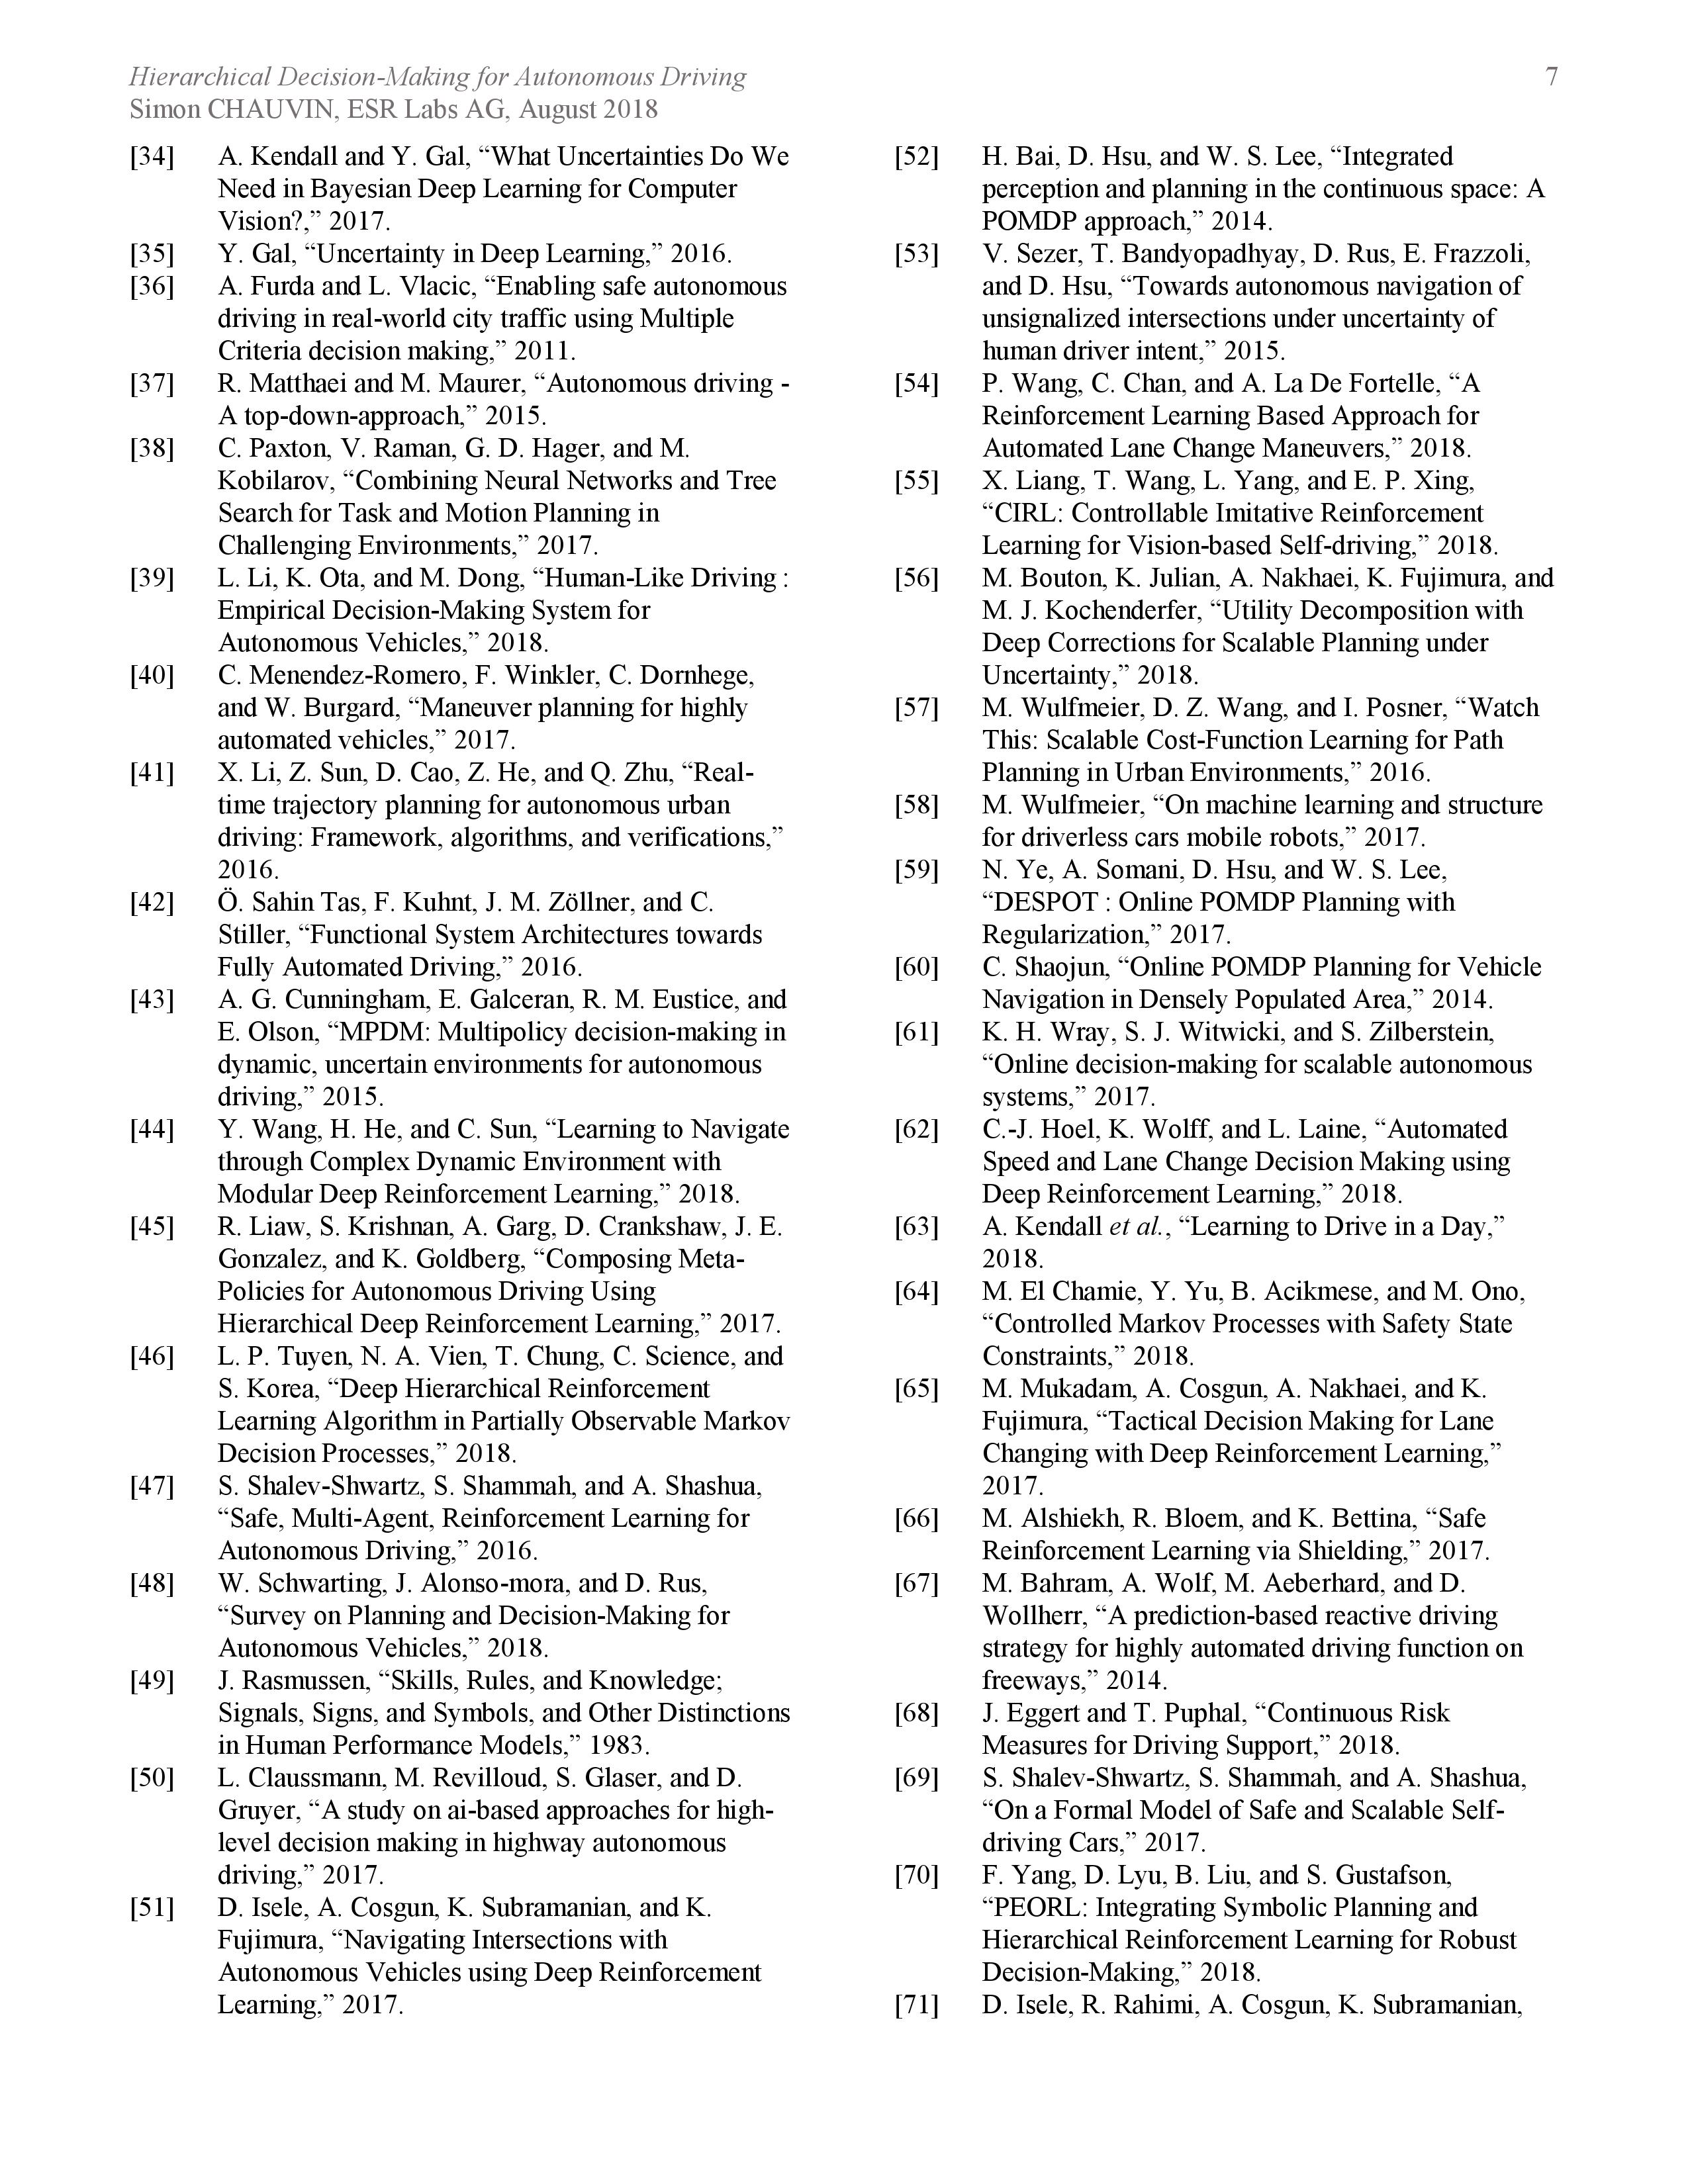 Hierarchical Decision-Making for Autonomous Driving
7
Simon CHAUVIN, ESR Labs AG, August 2018
[34] A. Kendall and Y. Gal, “What Uncertainties Do We
Need in Bayesian Deep Learning for Computer
Vision?,” 2017.
[35] Y. Gal, “Uncertainty in Deep Learning,” 2016.
[36] A. Furda and L. Vlacic, “Enabling safe autonomous
driving in real-world city traffic using Multiple
Criteria decision making,” 2011.
[37] R. Matthaei and M. Maurer, “Autonomous driving -
A top-down-approach,” 2015.
[38] C. Paxton, V. Raman, G. D. Hager, and M.
Kobilarov, “Combining Neural Networks and Tree
Search for Task and Motion Planning in
Challenging Environments,” 2017.
[39] L. Li, K. Ota, and M. Dong, “Human-Like Driving :
Empirical Decision-Making System for
Autonomous Vehicles,” 2018.
[40] C. Menendez-Romero, F. Winkler, C. Dornhege,
and W. Burgard, “Maneuver planning for highly
automated vehicles,” 2017.
[41] X. Li, Z. Sun, D. Cao, Z. He, and Q. Zhu, “Real-
time trajectory planning for autonomous urban
driving: Framework, algorithms, and verifications,”
2016.
[42] Ö. Sahin Tas, F. Kuhnt, J. M. Zöllner, and C.
Stiller, “Functional System Architectures towards
Fully Automated Driving,” 2016.
[43] A. G. Cunningham, E. Galceran, R. M. Eustice, and
E. Olson, “MPDM: Multipolicy decision-making in
dynamic, uncertain environments for autonomous
driving,” 2015.
[44] Y. Wang, H. He, and C. Sun, “Learning to Navigate
through Complex Dynamic Environment with
Modular Deep Reinforcement Learning,” 2018.
[45] R. Liaw, S. Krishnan, A. Garg, D. Crankshaw, J. E.
Gonzalez, and K. Goldberg, “Composing Meta-
Policies for Autonomous Driving Using
Hierarchical Deep Reinforcement Learning,” 2017.
[46] L. P. Tuyen, N. A. Vien, T. Chung, C. Science, and
S. Korea, “Deep Hierarchical Reinforcement
Learning Algorithm in Partially Observable Markov
Decision Processes,” 2018.
[47] S. Shalev-Shwartz, S. Shammah, and A. Shashua,
“Safe, Multi-Agent, Reinforcement Learning for
Autonomous Driving,” 2016.
[48] W. Schwarting, J. Alonso-mora, and D. Rus,
“Survey on Planning and Decision-Making for
Autonomous Vehicles,” 2018.
[49] J. Rasmussen, “Skills, Rules, and Knowledge;
Signals, Signs, and Symbols, and Other Distinctions
in Human Performance Models,” 1983.
[50] L. Claussmann, M. Revilloud, S. Glaser, and D.
Gruyer, “A study on ai-based approaches for high-
level decision making in highway autonomous
driving,” 2017.
[51] D. Isele, A. Cosgun, K. Subramanian, and K.
Fujimura, “Navigating Intersections with
Autonomous Vehicles using Deep Reinforcement
Learning,” 2017.
[52] H. Bai, D. Hsu, and W. S. Lee, “Integrated
perception and planning in the continuous space: A
POMDP approach,” 2014.
[53] V. Sezer, T. Bandyopadhyay, D. Rus, E. Frazzoli,
and D. Hsu, “Towards autonomous navigation of
unsignalized intersections under uncertainty of
human driver intent,” 2015.
[54] P. Wang, C. Chan, and A. La De Fortelle, “A
Reinforcement Learning Based Approach for
Automated Lane Change Maneuvers,” 2018.
[55] X. Liang, T. Wang, L. Yang, and E. P. Xing,
“CIRL: Controllable Imitative Reinforcement
Learning for Vision-based Self-driving,” 2018.
[56] M. Bouton, K. Julian, A. Nakhaei, K. Fujimura, and
M. J. Kochenderfer, “Utility Decomposition with
Deep Corrections for Scalable Planning under
Uncertainty,” 2018.
[57] M. Wulfmeier, D. Z. Wang, and I. Posner, “Watch
This: Scalable Cost-Function Learning for Path
Planning in Urban Environments,” 2016.
[58] M. Wulfmeier, “On machine learning and structure
for driverless cars mobile robots,” 2017.
[59] N. Ye, A. Somani, D. Hsu, and W. S. Lee,
“DESPOT : Online POMDP Planning with
Regularization,” 2017.
[60] C. Shaojun, “Online POMDP Planning for Vehicle
Navigation in Densely Populated Area,” 2014.
[61] K. H. Wray, S. J. Witwicki, and S. Zilberstein,
“Online decision-making for scalable autonomous
systems,” 2017.
[62] C.-J. Hoel, K. Wolff, and L. Laine, “Automated
Speed and Lane Change Decision Making using
Deep Reinforcement Learning,” 2018.
[63] A. Kendall et al., “Learning to Drive in a Day,”
2018.
[64] M. El Chamie, Y. Yu, B. Acikmese, and M. Ono,
“Controlled Markov Processes with Safety State
Constraints,” 2018.
[65] M. Mukadam, A. Cosgun, A. Nakhaei, and K.
Fujimura, “Tactical Decision Making for Lane
Changing with Deep Reinforcement Learning,”
2017.
[66] M. Alshiekh, R. Bloem, and K. Bettina, “Safe
Reinforcement Learning via Shielding,” 2017.
[67] M. Bahram, A. Wolf, M. Aeberhard, and D.
Wollherr, “A prediction-based reactive driving
strategy for highly automated driving function on
freeways,” 2014.
[68] J. Eggert and T. Puphal, “Continuous Risk
Measures for Driving Support,” 2018.
[69] S. Shalev-Shwartz, S. Shammah, and A. Shashua,
“On a Formal Model of Safe and Scalable Self-
driving Cars,” 2017.
[70] F. Yang, D. Lyu, B. Liu, and S. Gustafson,
“PEORL: Integrating Symbolic Planning and
Hierarchical Reinforcement Learning for Robust
Decision-Making,” 2018.
[71] D. Isele, R. Rahimi, A. Cosgun, K. Subramanian,